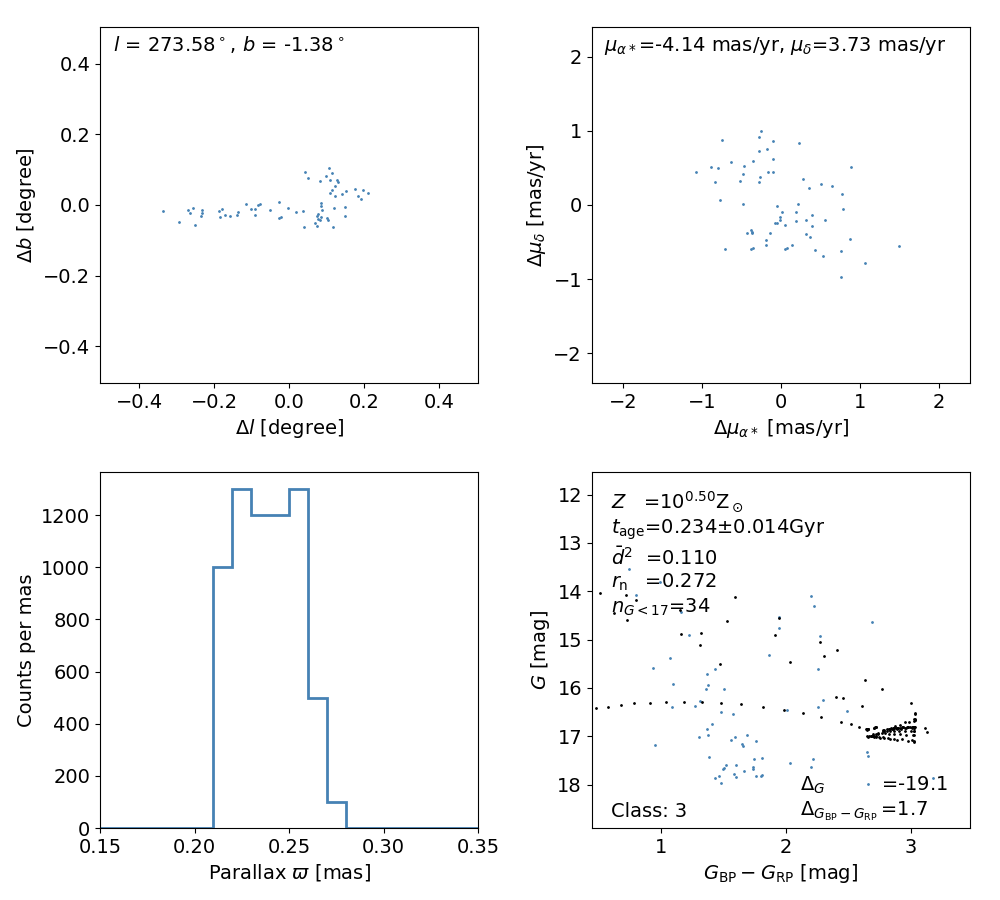 l = 273.58°, b = -1.38°
0.4
0.2
0.0
−0.2
−0.4
−0.4
−0.2
0.0
0.2
0.4
Δb [degree]
Δl [degree]
μα*=-4.14 mas/yr, μδ=3.73 mas/yr
2
1
0
−1
−2
−2
−1
0
1
2
Δμδ [mas/yr]
Δμα* [mas/yr]
1200
1000
800
600
400
200
0
0.15
0.20
0.25
0.30
0.35
Counts per mas
Parallax ϖ [mas]
12
13
14
15
16
17
18
1
2
3
G [mag]
GBP − GRP [mag]
Z =10^0.50 Z⊙
t_age=0.234±0.014Gyr
d̄² =0.110
r_n =0.272
n_G<17=34
Δ_G =-19.1
Δ_GBP−GRP =1.7
Class: 3